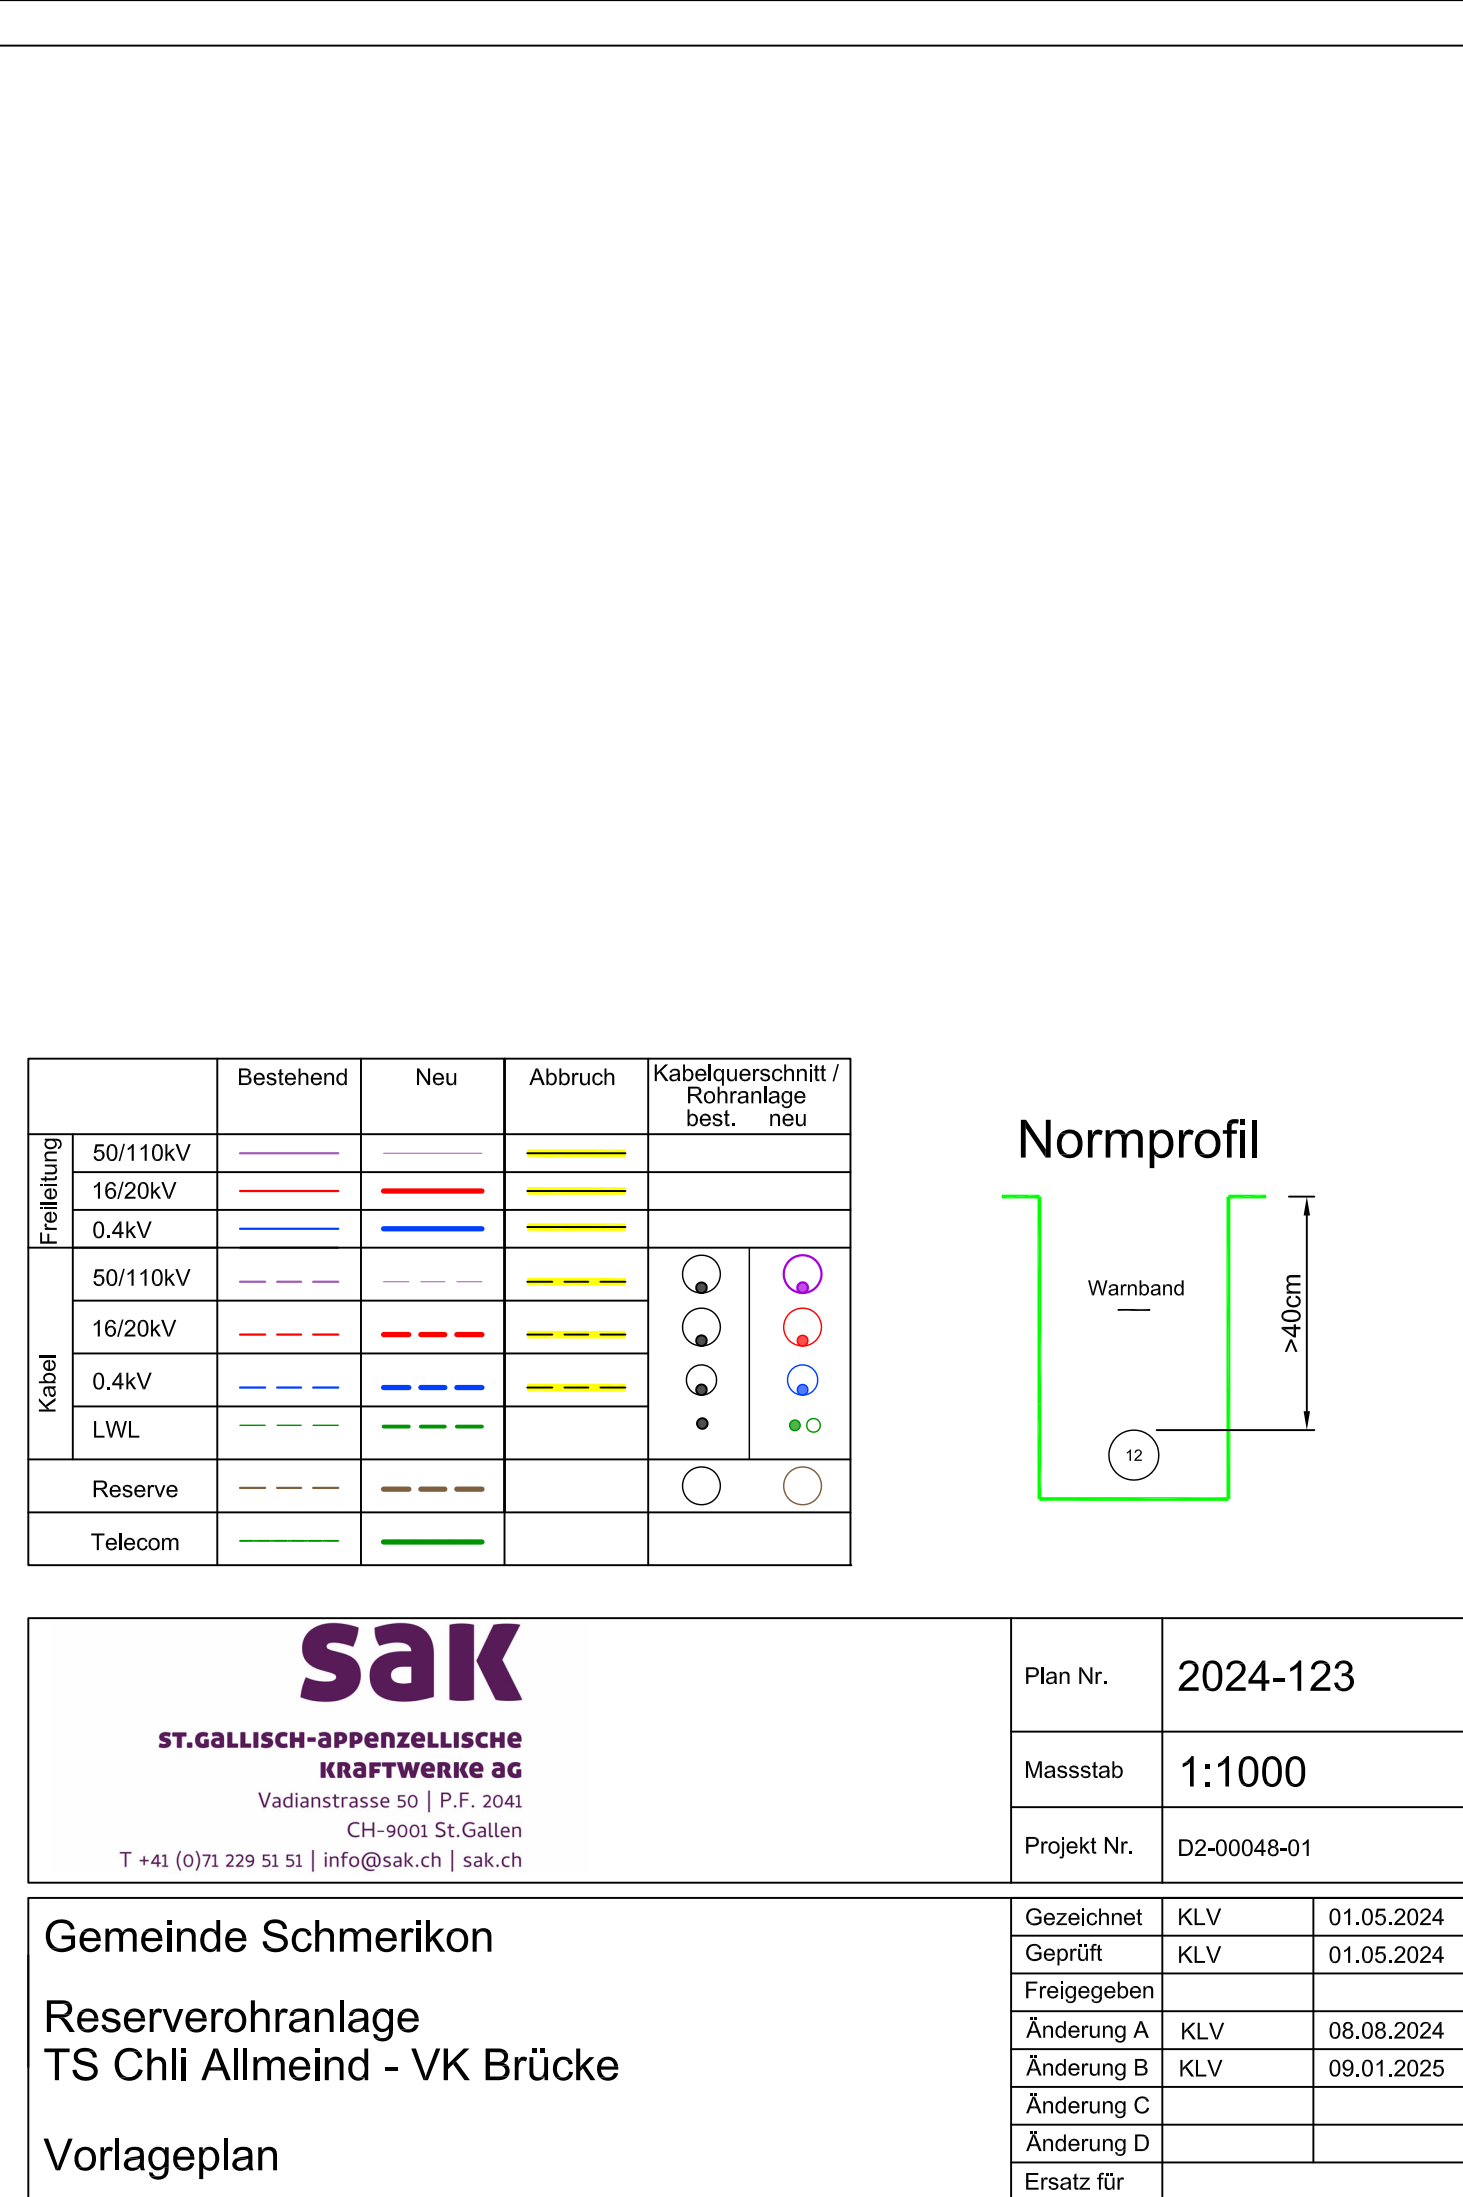 Bestehend Neu Abbruch Kabelquerschnitt /
Rohranlage
best. neu
Freileitung
50/110kV
16/20kV
0.4kV
Kabel
50/110kV
16/20kV
0.4kV
LWL
Reserve
Telecom
Normprofil
Warnband
>40cm
12
sak
ST.GALLISCH-APPENZELLISCHE
KRAFTWERKE AG
Vadianstrasse 50 | P.F. 2041
CH-9001 St.Gallen
T +41 (0)71 229 51 51 | info@sak.ch | sak.ch
Plan Nr. 2024-123
Massstab 1:1000
Projekt Nr. D2-00048-01
Gemeinde Schmerikon
Reserverohranlage
TS Chli Allmeind - VK Brücke
Vorlageplan
Gezeichnet KLV 01.05.2024
Geprüft KLV 01.05.2024
Freigegeben
Änderung A KLV 08.08.2024
Änderung B KLV 09.01.2025
Änderung C
Änderung D
Ersatz für